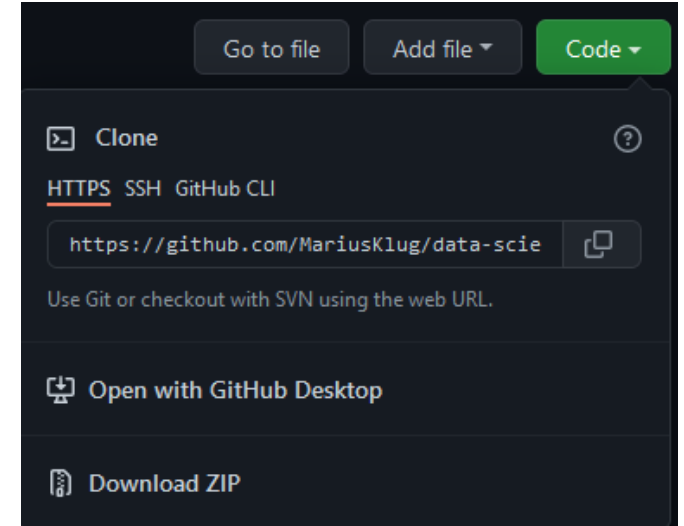 Go to file Add file Code
Clone
HTTPS SSH GitHub CLI
https://github.com/MariusKlug/data-scie
Use Git or checkout with SVN using the web URL.
Open with GitHub Desktop
Download ZIP